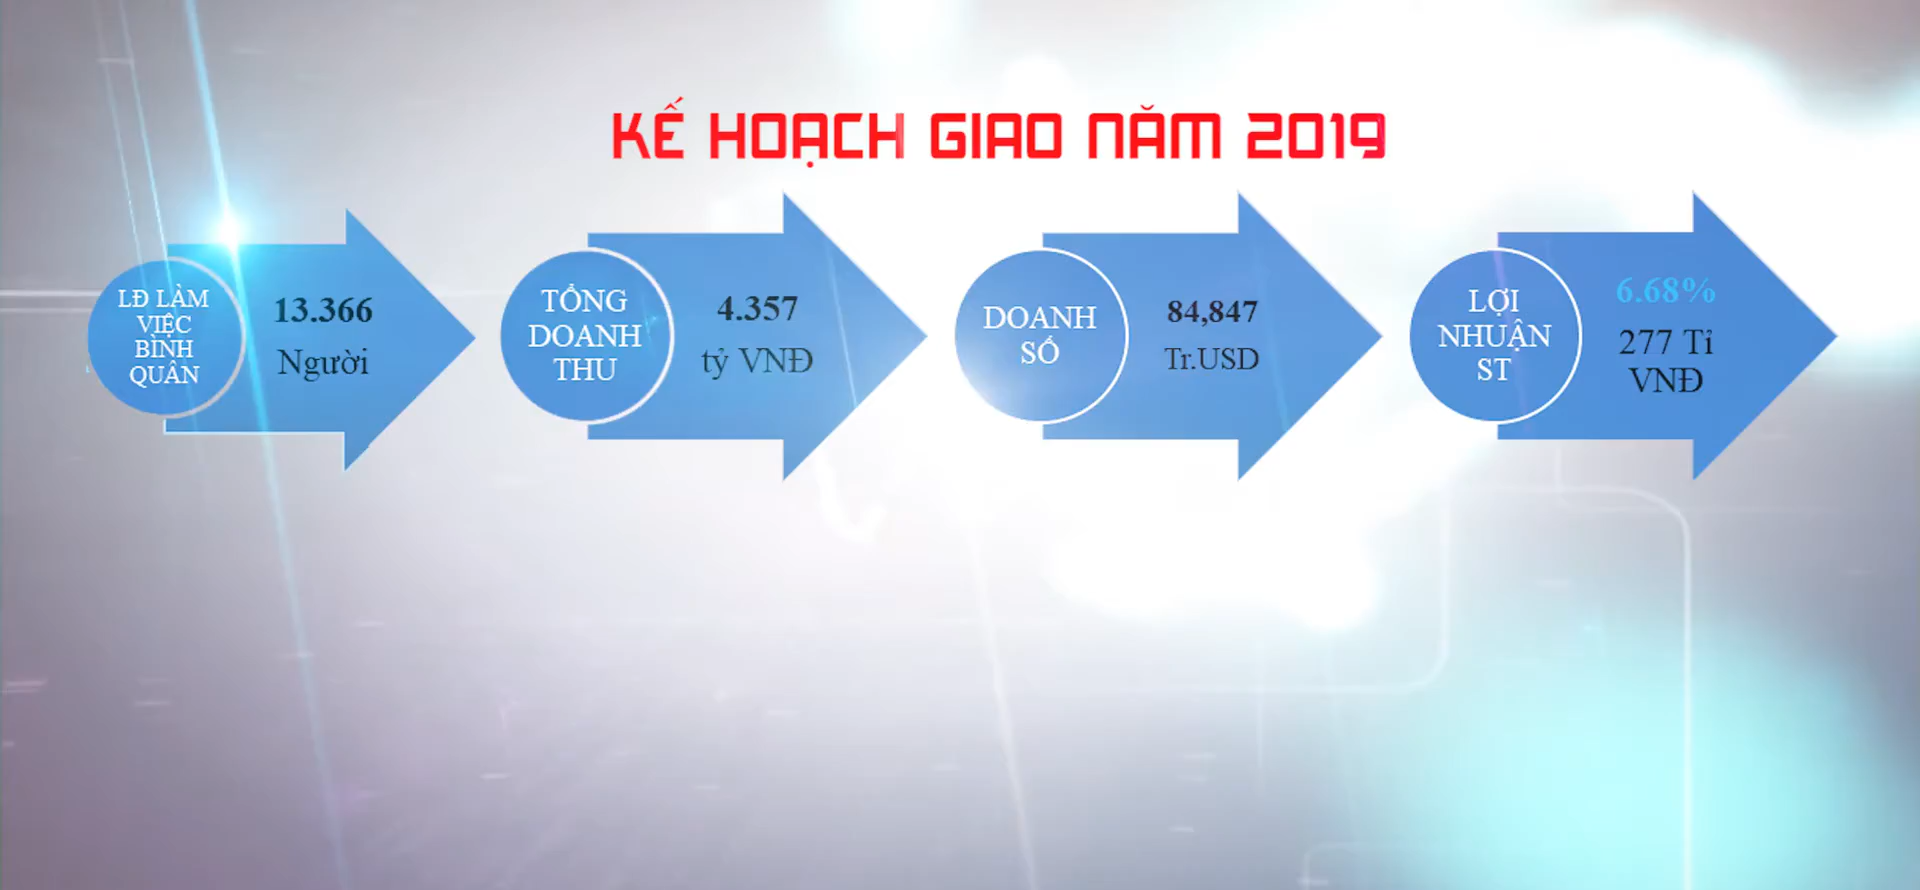 KẾ HOẠCH GIAO NĂM 2019
LĐ LÀM
VIỆC
BÌNH
QUÂN
13.366
Người
TỔNG
DOANH
THU
4.357
tỷ VNĐ
DOANH
SỐ
84,847
Tr.USD
LỢI
NHUẬN
ST
6.68%
277 Tỉ
VNĐ